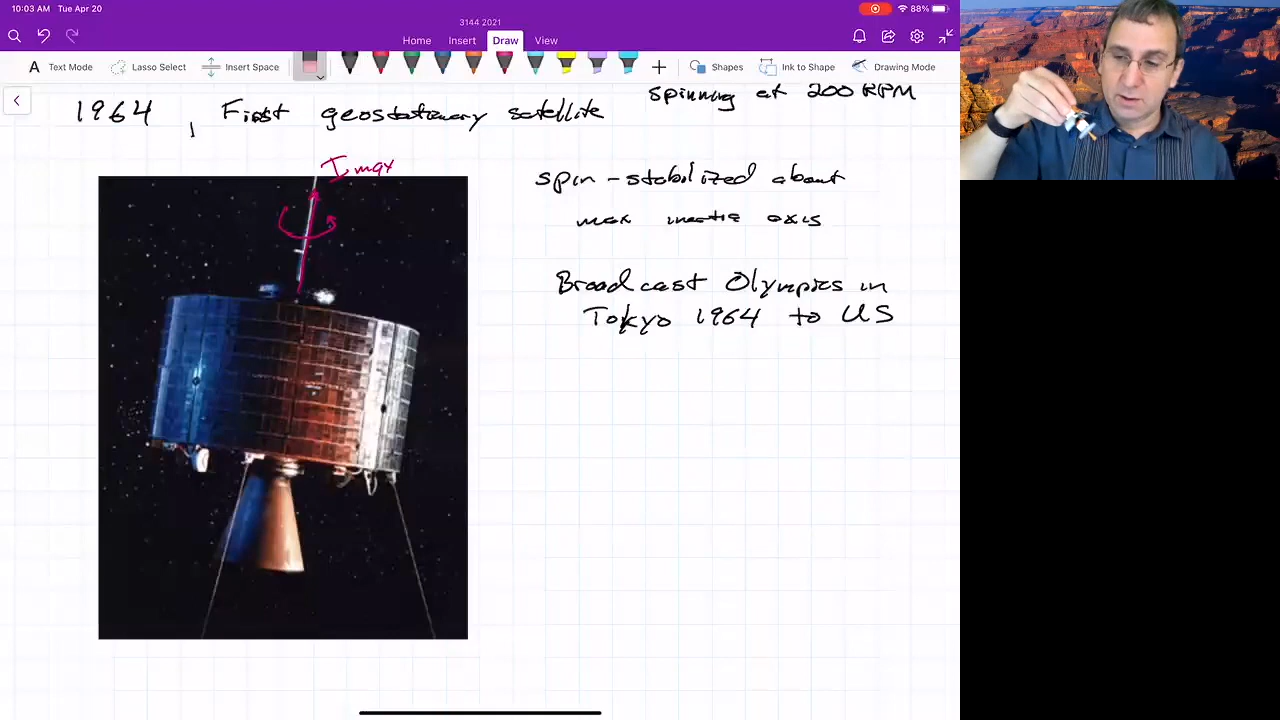 10:03 AM Tue Apr 20
88%
3144 2021
Home Insert Draw View
Text Mode Lasso Select Insert Space Shapes Ink to Shape Drawing Mode
spinning at 200 RPM
1964, First geostationary satellite
Imax
spin-stabilized about
max inertia axis
Broadcast Olympics in
Tokyo 1964 to US